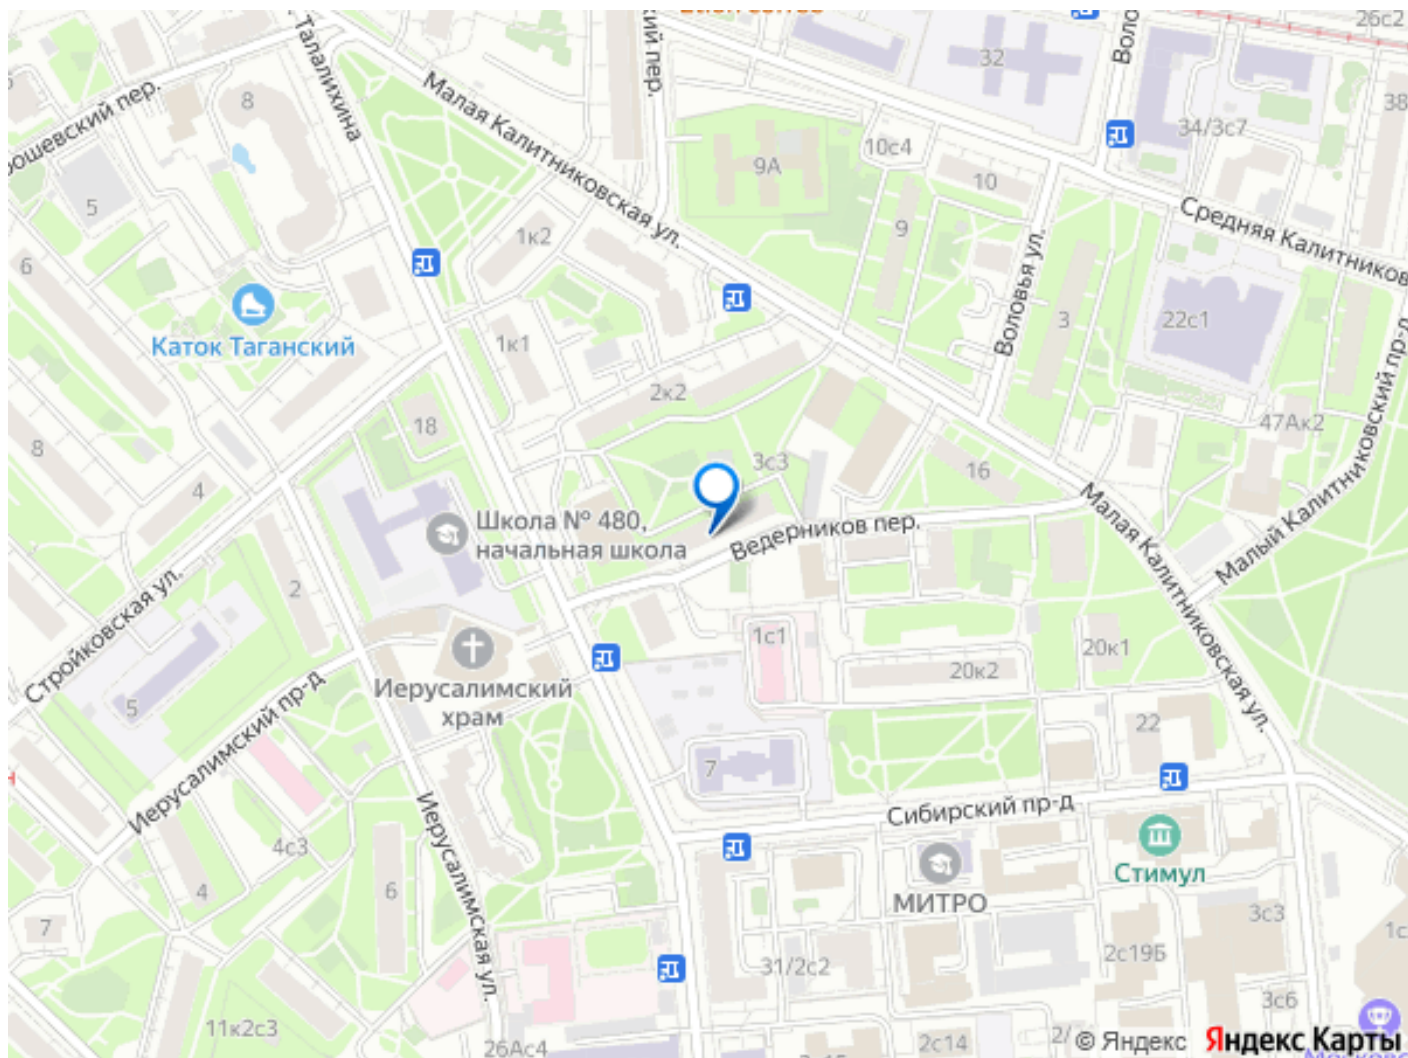 26с2
Талалихина
Малая Калитниковская ул.
32
8
38
34/3с7
10с4
9А
10
5
Средняя Калитников
9
1к2
6
Воловья ул.
Каток Таганский
1к1
3
22с1
2к2
47Ак2
18
3с3
8
16
4
Школа № 480,
начальная школа
Ведерников пер.
Малая Калитниковская ул.
Малый Калитниковский пр-д
2
Стройковская ул.
1с1
20к1
20к2
Иерусалимский
храм
5
Иерусалимский пр-д
22
7
Сибирский пр-д
Иерусалимская ул.
4с3
Стимул
4
6
МИТРО
3с3
7
1с
2с19Б
31/2с2
3с6
11к2с3
26Ас4
2с14
2/
© Яндекс
Яндекс Карты